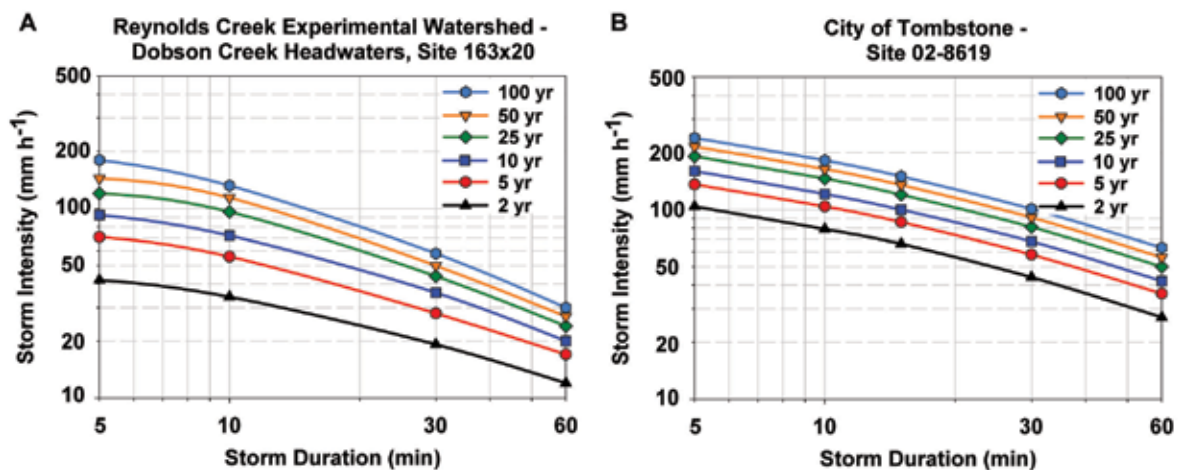 A
Reynolds Creek Experimental Watershed -
Dobson Creek Headwaters, Site 163x20
Storm Intensity (mm h⁻¹)
500
200
100
50
20
10
100 yr
50 yr
25 yr
10 yr
5 yr
2 yr
5 10 30 60
Storm Duration (min)
B
City of Tombstone -
Site 02-8619
Storm Intensity (mm h⁻¹)
500
200
100
50
20
10
100 yr
50 yr
25 yr
10 yr
5 yr
2 yr
5 10 30 60
Storm Duration (min)